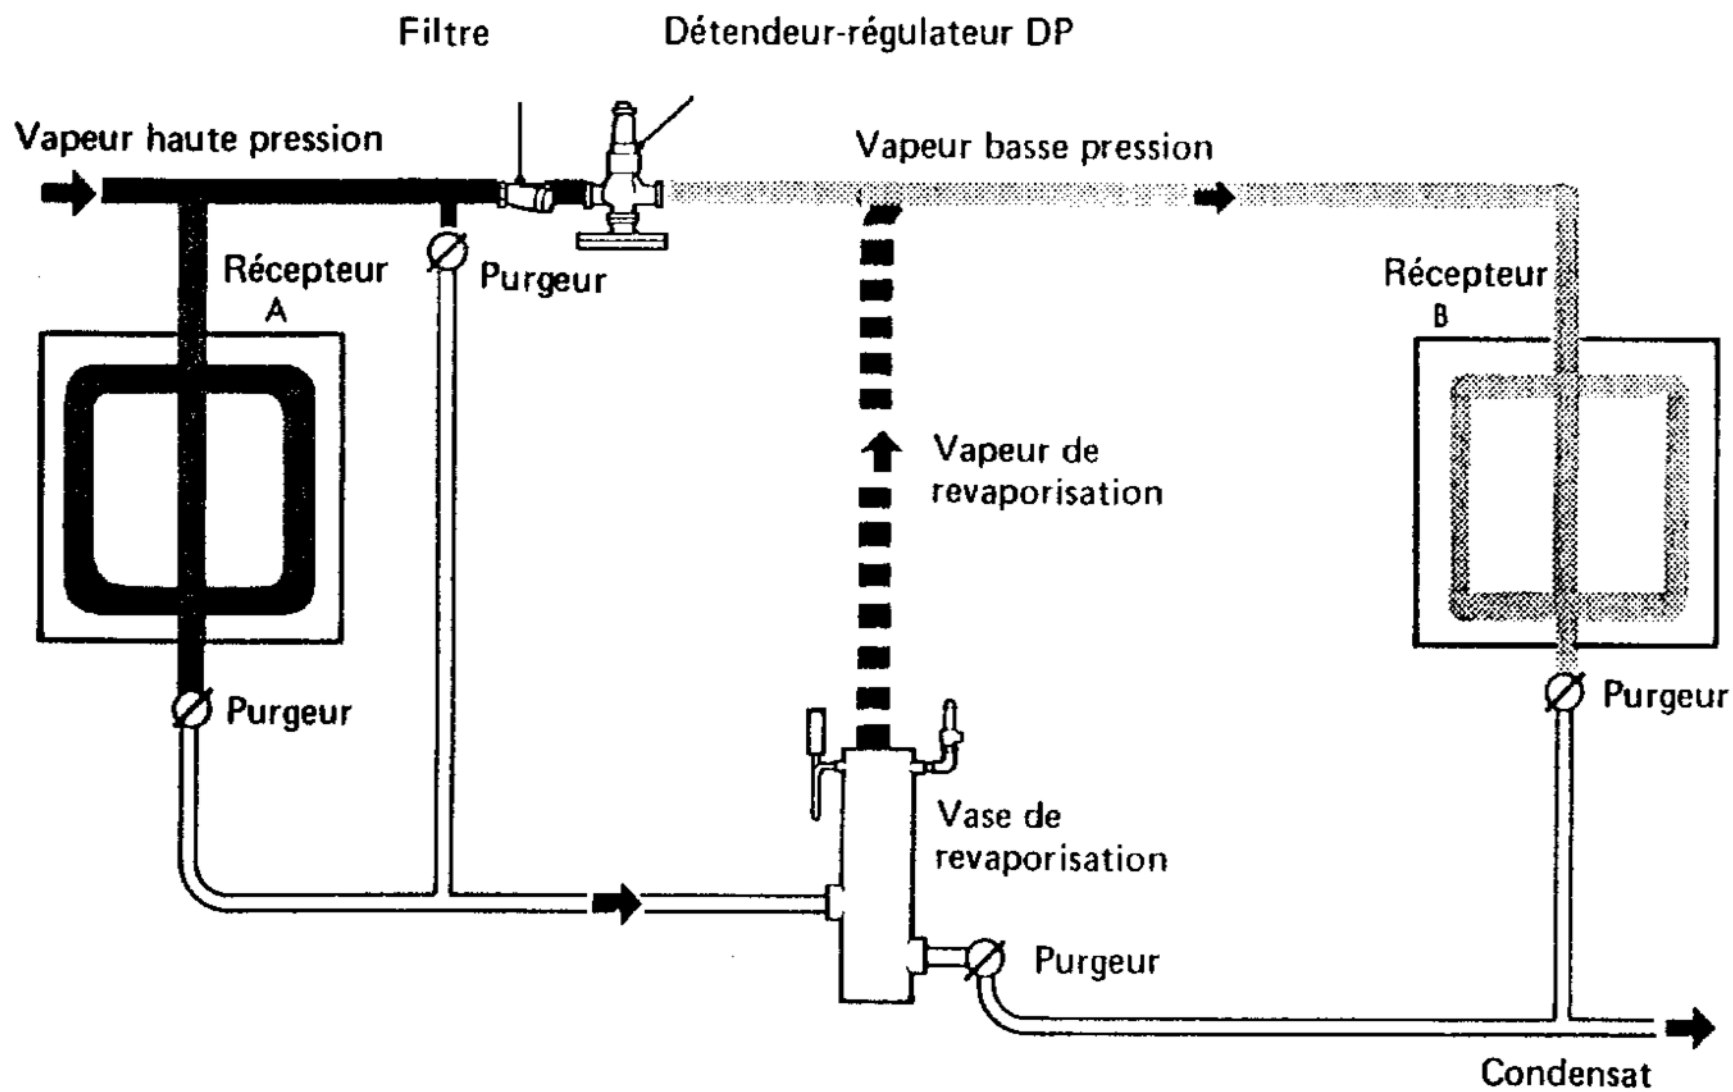 Filtre
Détendeur-régulateur DP
Vapeur haute pression
Vapeur basse pression
Récepteur
A
Purgeur
Récepteur
B
Vapeur de
revaporisation
Purgeur
Purgeur
Vase de
revaporisation
Purgeur
Condensat